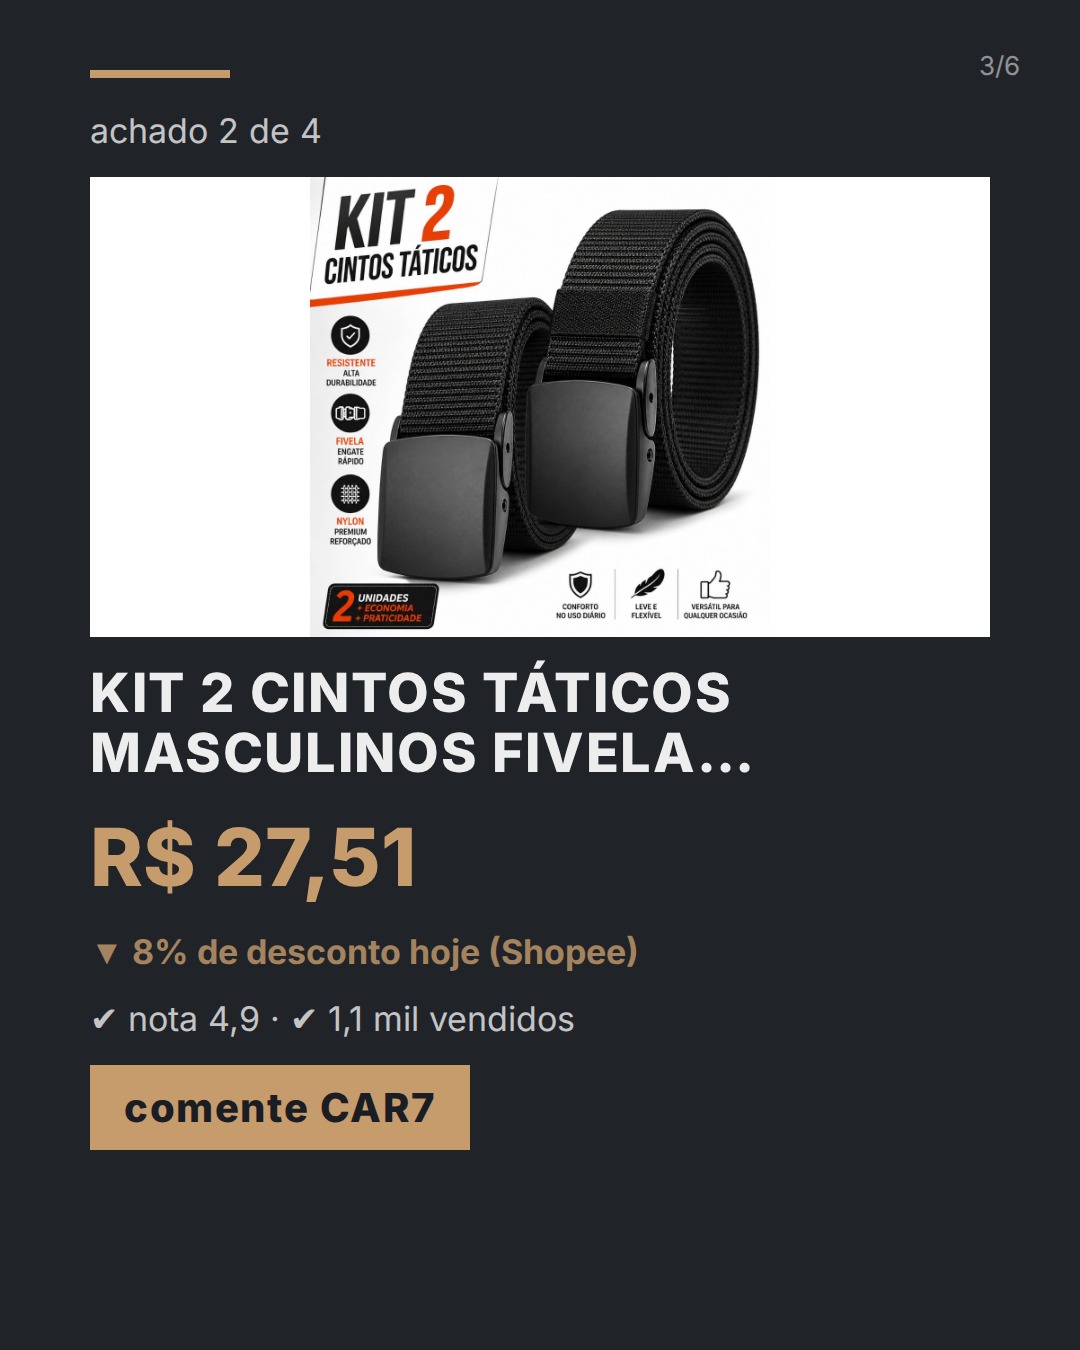 3/6
achado 2 de 4
KIT 2
CINTOS TÁTICOS
RESISTENTE
ALTA
DURABILIDADE
FIVELA
ENGATE
RÁPIDO
NYLON
PREMIUM
REFORÇADO
2 UNIDADES
+ ECONOMIA
+ PRATICIDADE
CONFORTO
NO USO DIÁRIO
LEVE E
FLEXÍVEL
VERSÁTIL PARA
QUALQUER OCASIÃO
KIT 2 CINTOS TÁTICOS
MASCULINOS FIVELA...
R$ 27,51
▼ 8% de desconto hoje (Shopee)
✔ nota 4,9 · ✔ 1,1 mil vendidos
comente CAR7